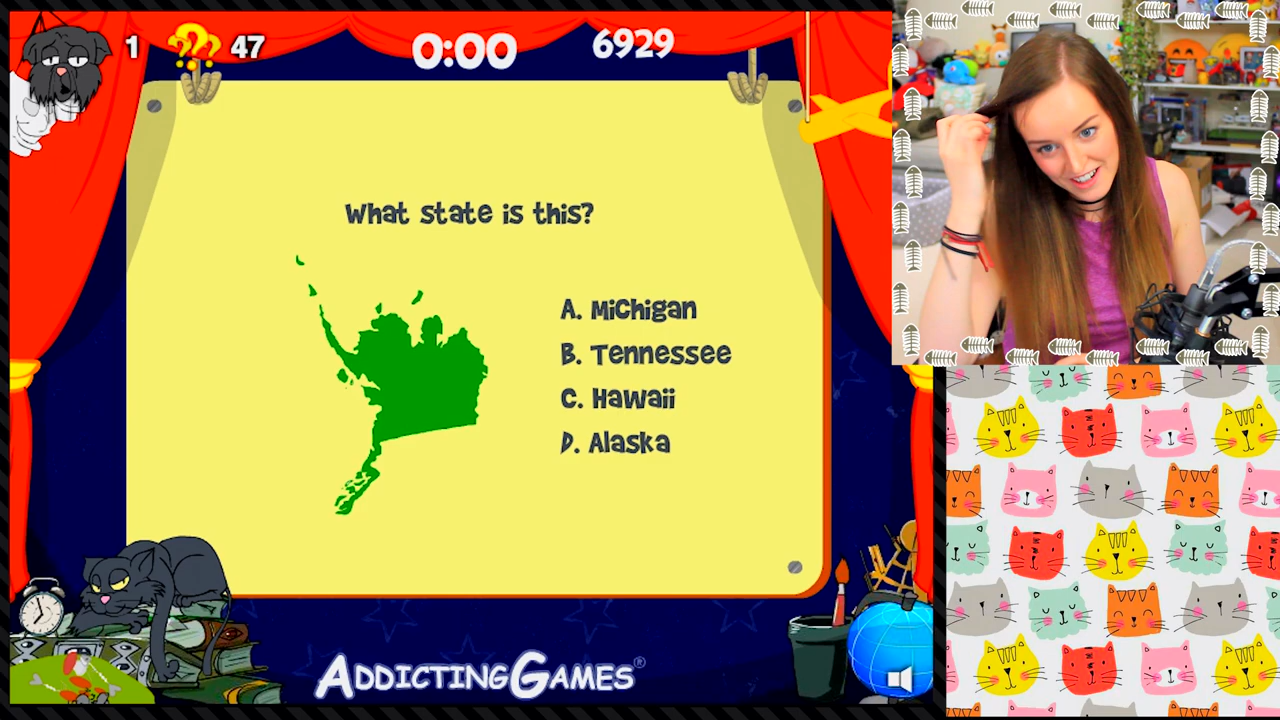 1 ??? 47
0:00
6929
What state is this?
A. Michigan
B. Tennessee
C. Hawaii
D. Alaska
AddictingGames®